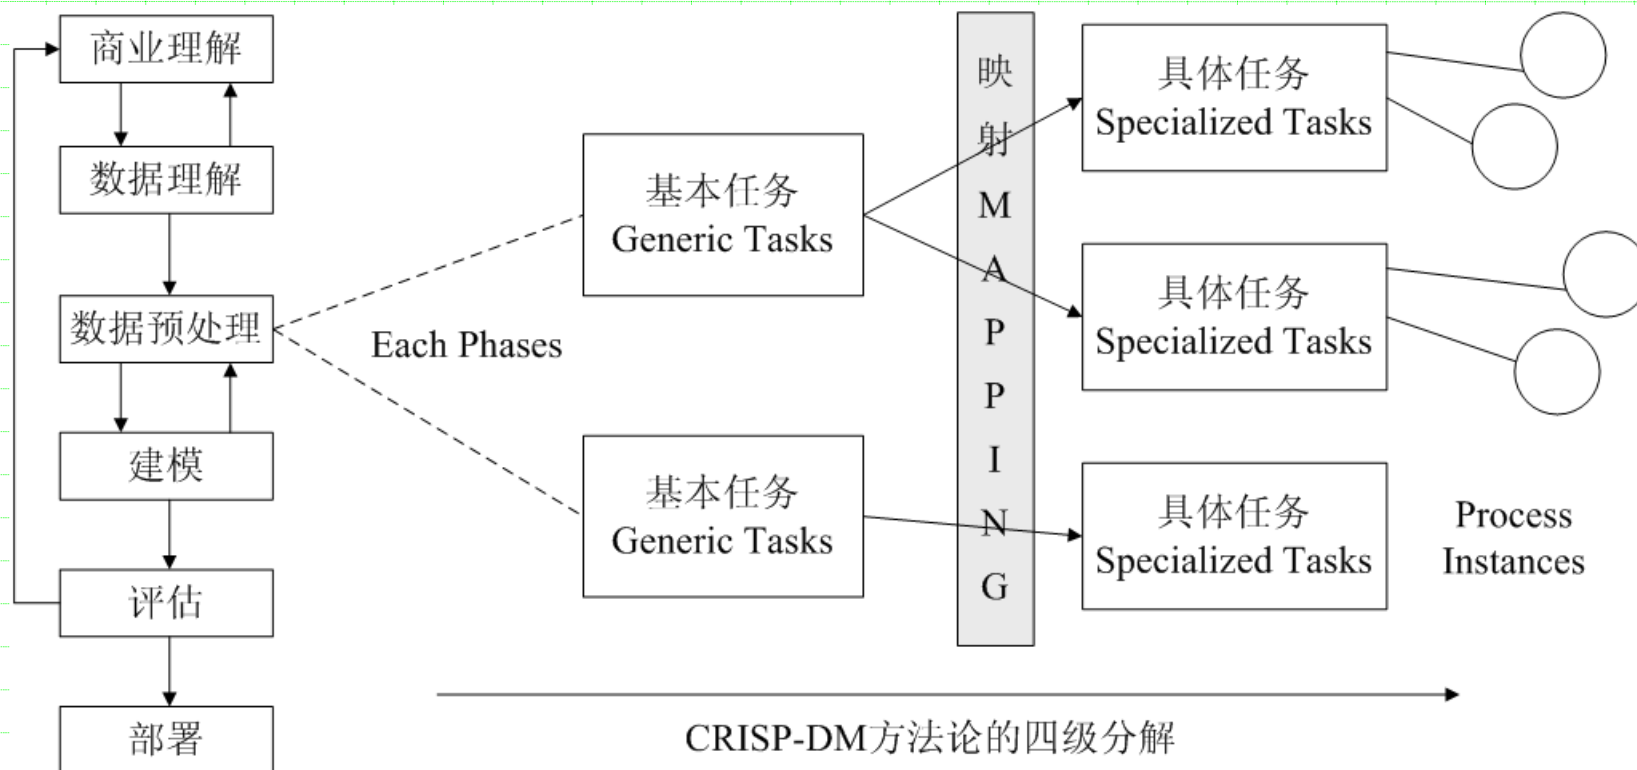 商业理解
数据理解
数据预处理
建模
评估
部署
Each Phases
基本任务
Generic Tasks
基本任务
Generic Tasks
映
射
M
A
P
P
I
N
G
具体任务
Specialized Tasks
具体任务
Specialized Tasks
具体任务
Specialized Tasks
Process
Instances
CRISP-DM方法论的四级分解